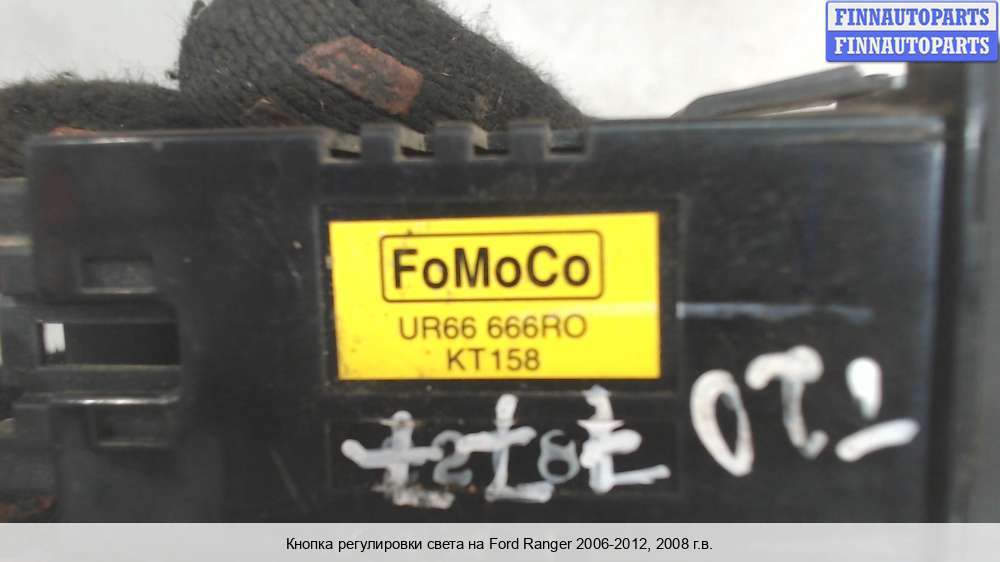 FINNAUTOPARTS
FINNAUTOPARTS
FoMoCo
UR66 666RO
KT158
Кнопка регулировки света на Ford Ranger 2006-2012, 2008 г.в.